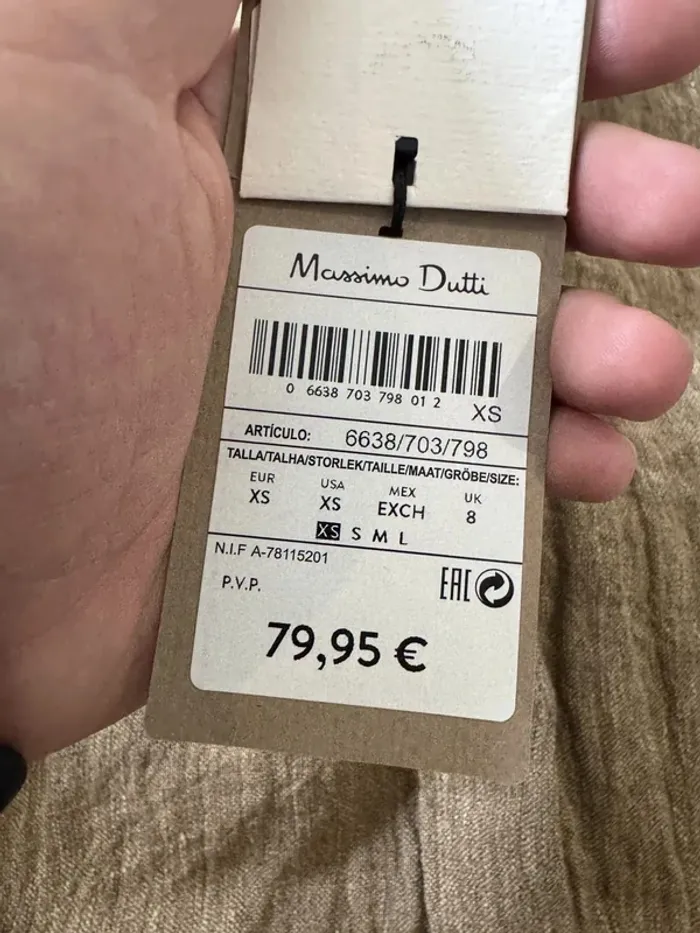 Massimo Dutti
0 6638 703 798 01 2
XS
ARTÍCULO: 6638/703/798
TALLA/TALHA/STORLEK/TAILLE/MAAT/GRÖBE/SIZE:
EUR USA MEX UK
XS XS EXCH 8
XS S M L
N.I.F A-78115201
P.V.P.
EAC
79,95 €